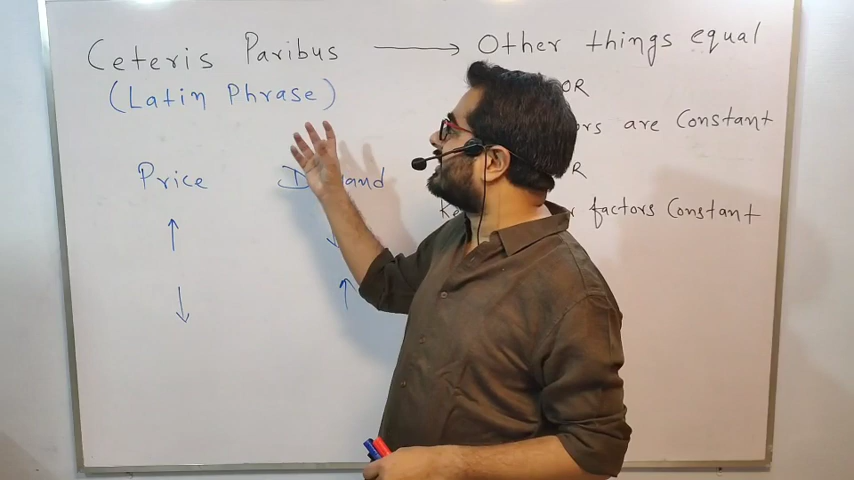 Ceteris Paribus → Other things equal
(Latin Phrase)
OR
are Constant
Price
factors Constant
↑
↓ ↑